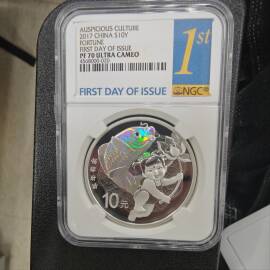 AUSPICIOUS CULTURE
2017 CHINA S10Y
FORTUNE
FIRST DAY OF ISSUE
PF 70 ULTRA CAMEO
1st
FIRST DAY OF ISSUE
NGC
10元